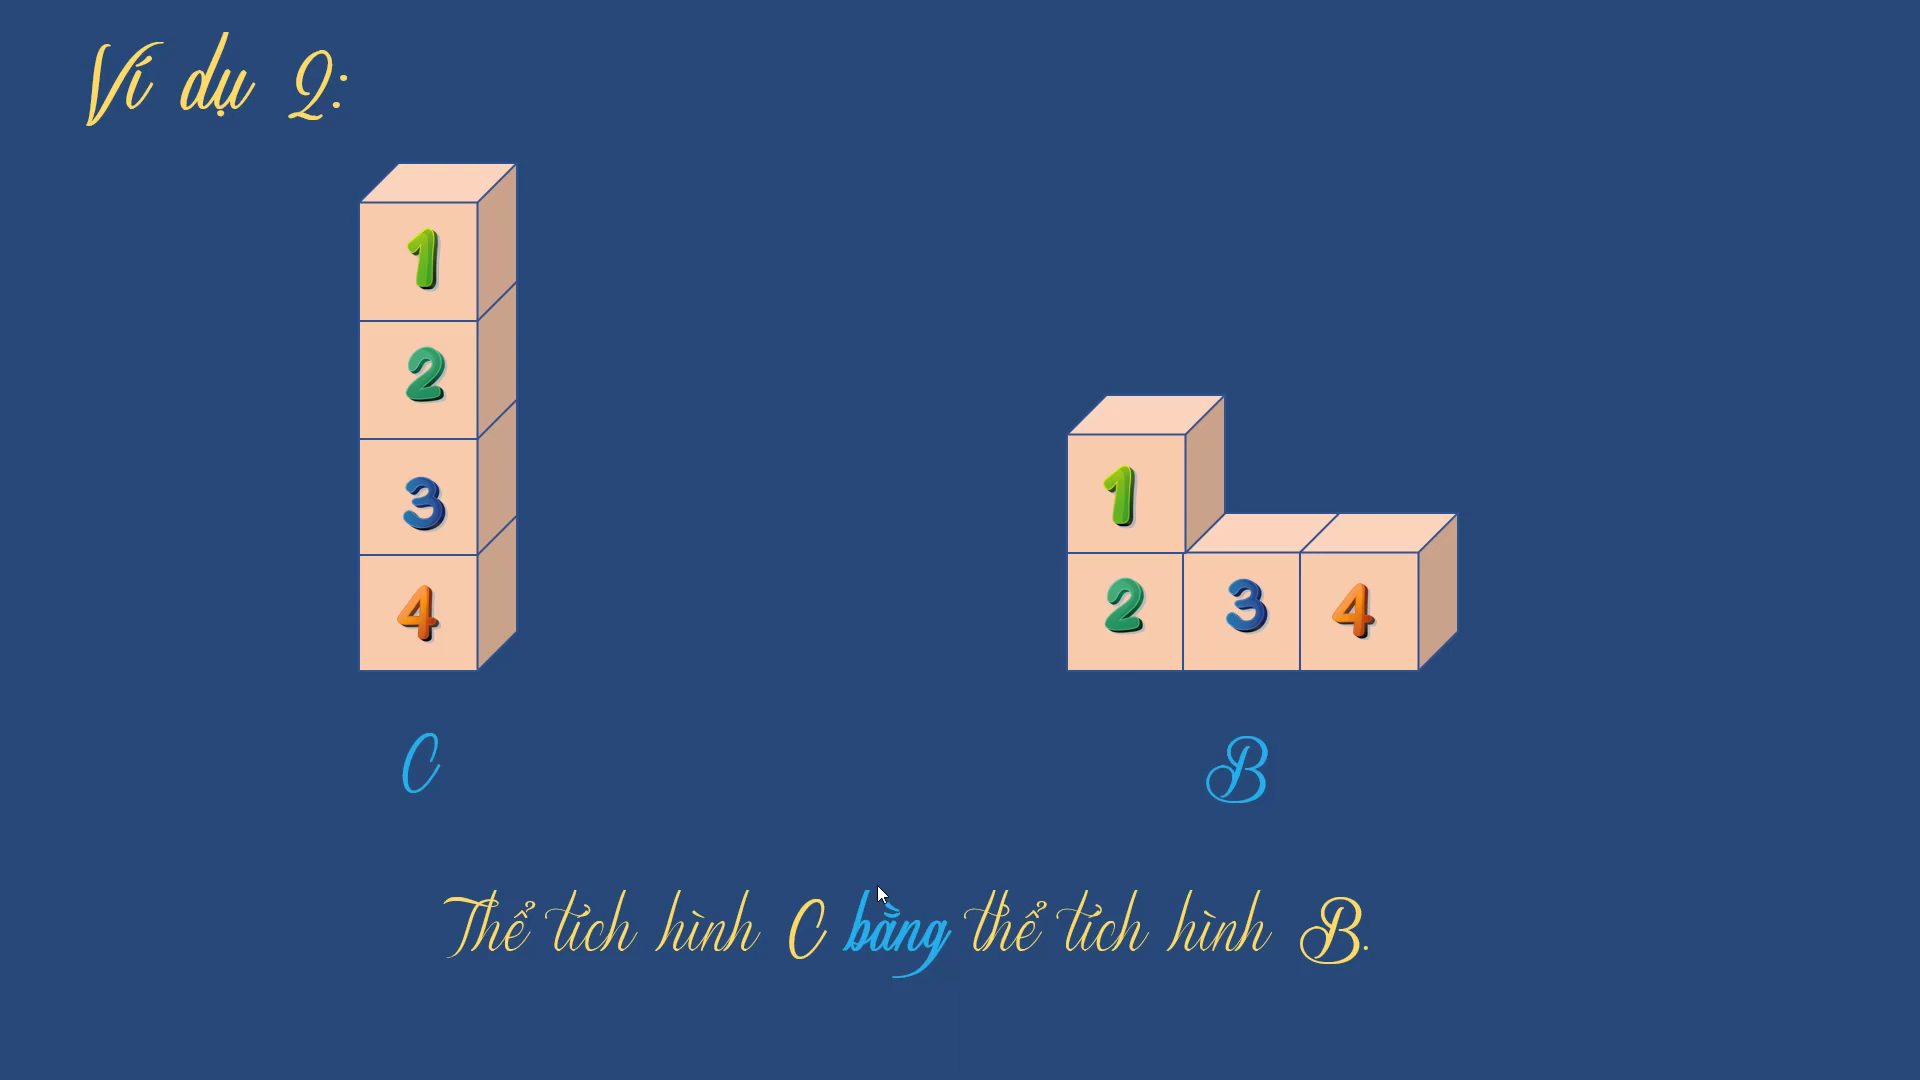 Ví dụ 2:
1
2
3
4
1
2 3 4
C
B
Thể tích hình C bằng thể tích hình B.